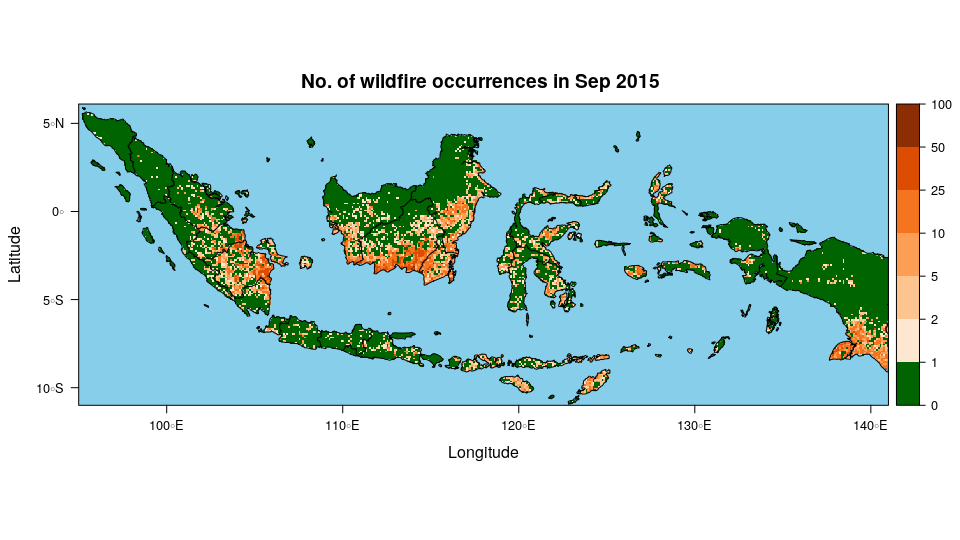 No. of wildfire occurrences in Sep 2015
5°N
0°
5°S
10°S
Latitude
100°E
110°E
120°E
130°E
140°E
Longitude
100
50
25
10
5
2
1
0